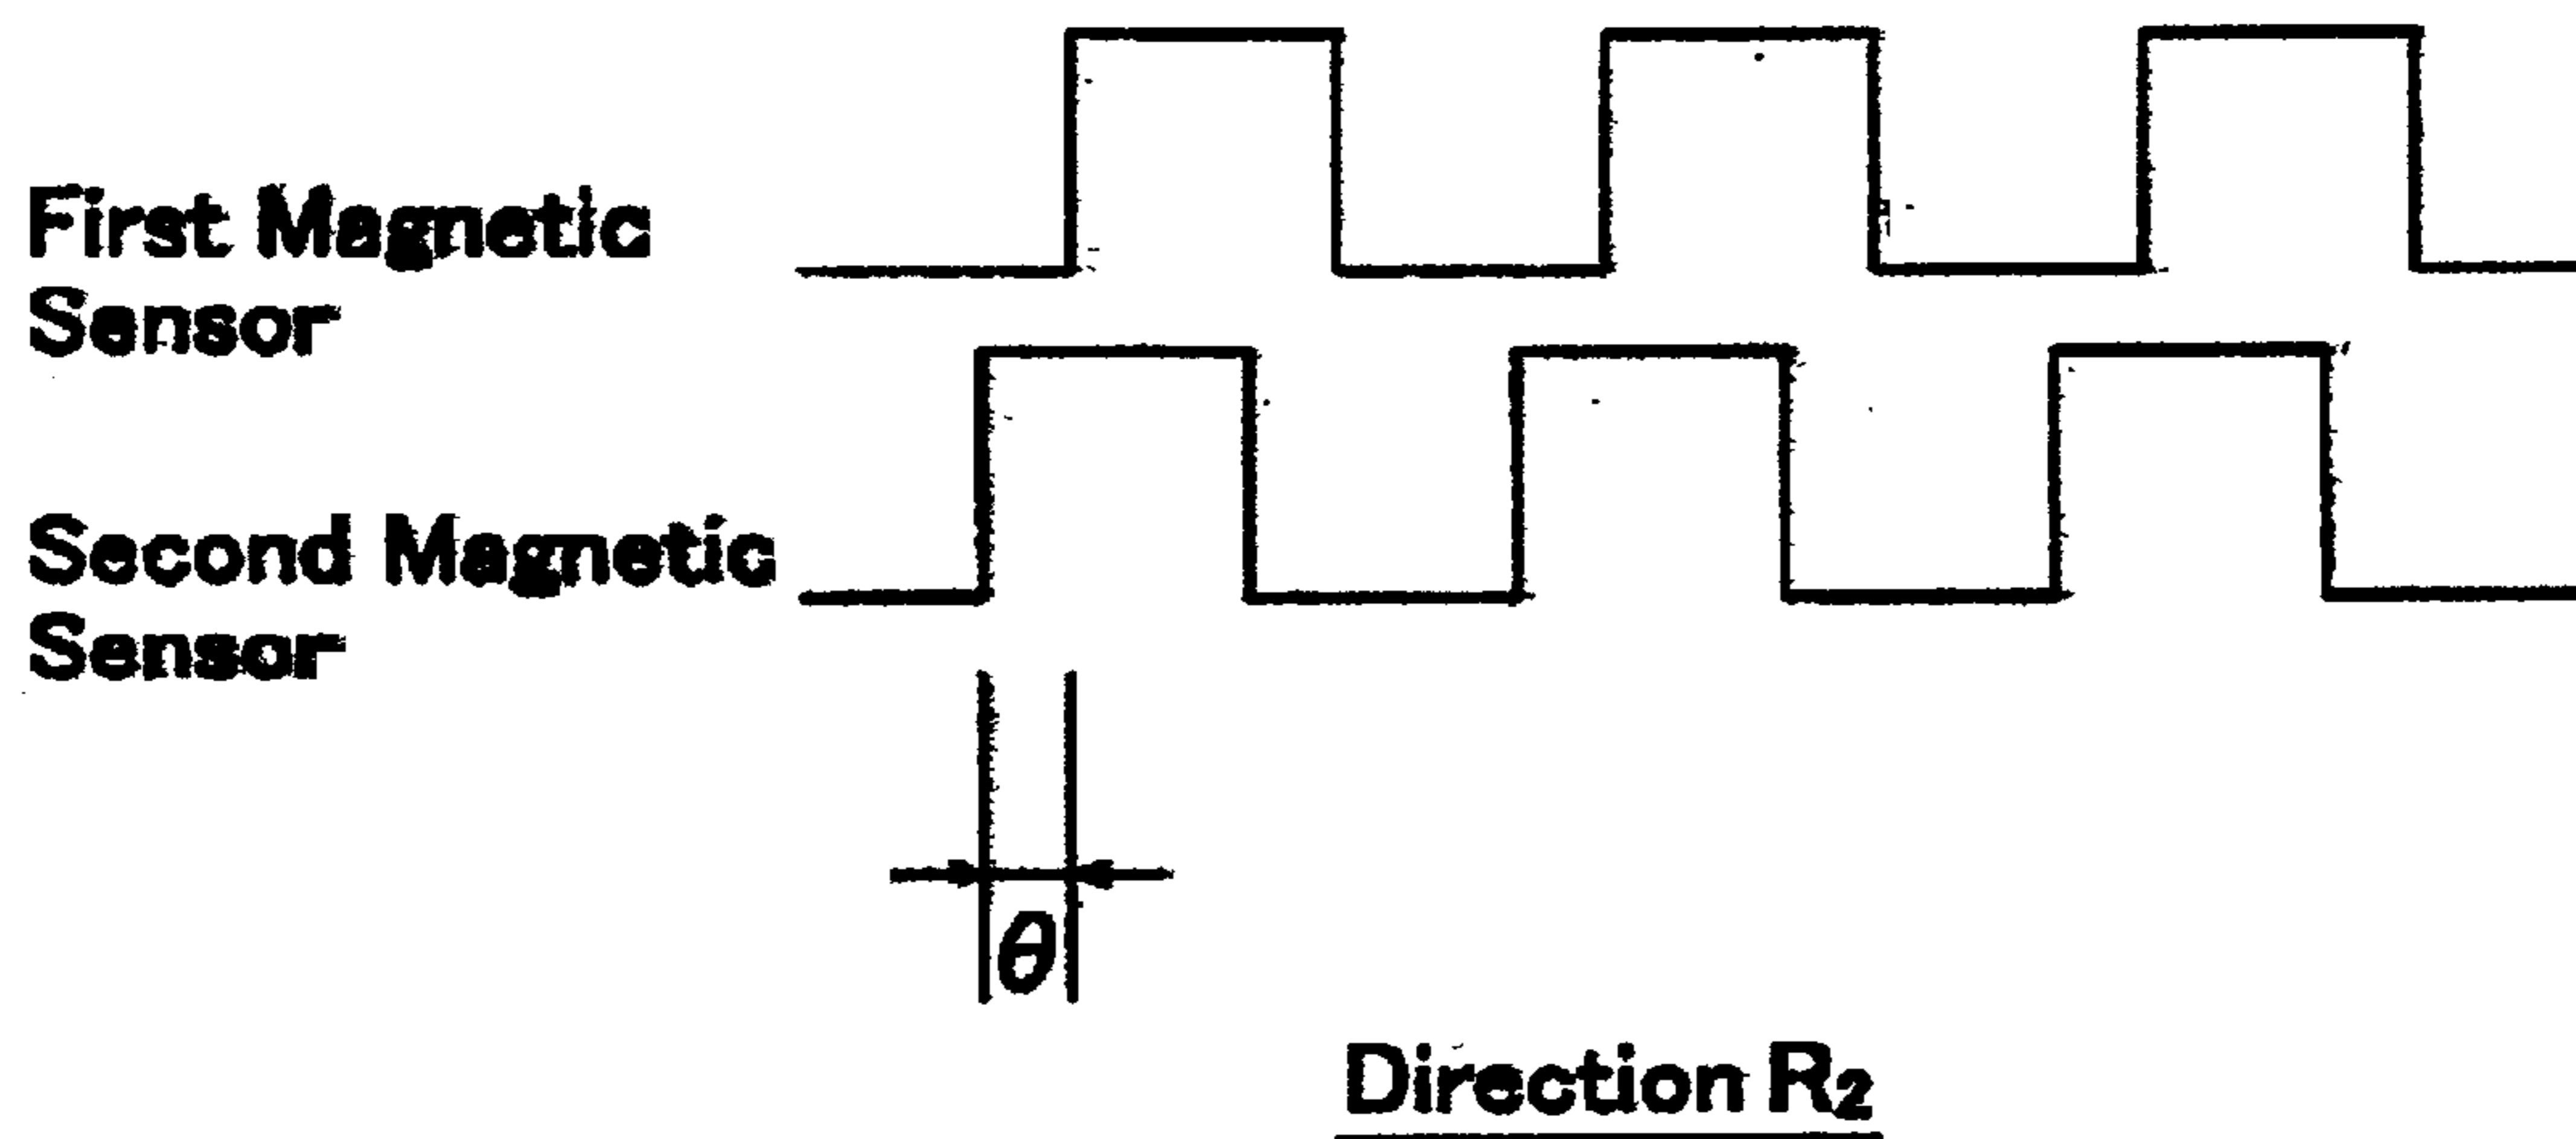 First Magnetic
Sensor
Second Magnetic
Sensor
θ
Direction R₂